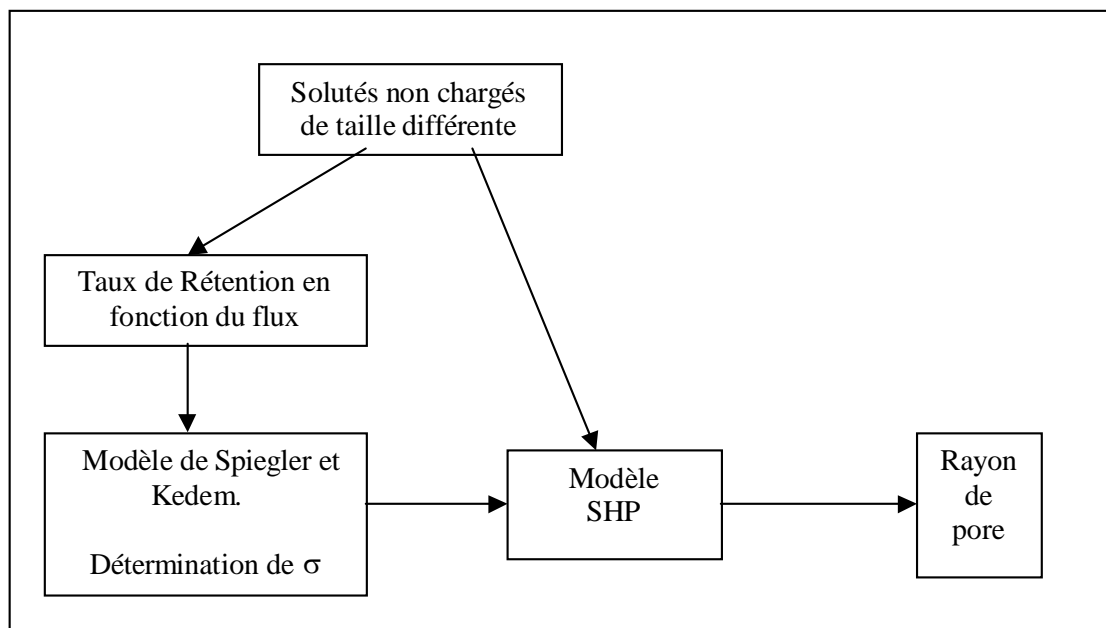 Solutés non chargés
de taille différente
Taux de Rétention en
fonction du flux
Modèle de Spiegler et
Kedem.
Détermination de σ
Modèle
SHP
Rayon
de
pore